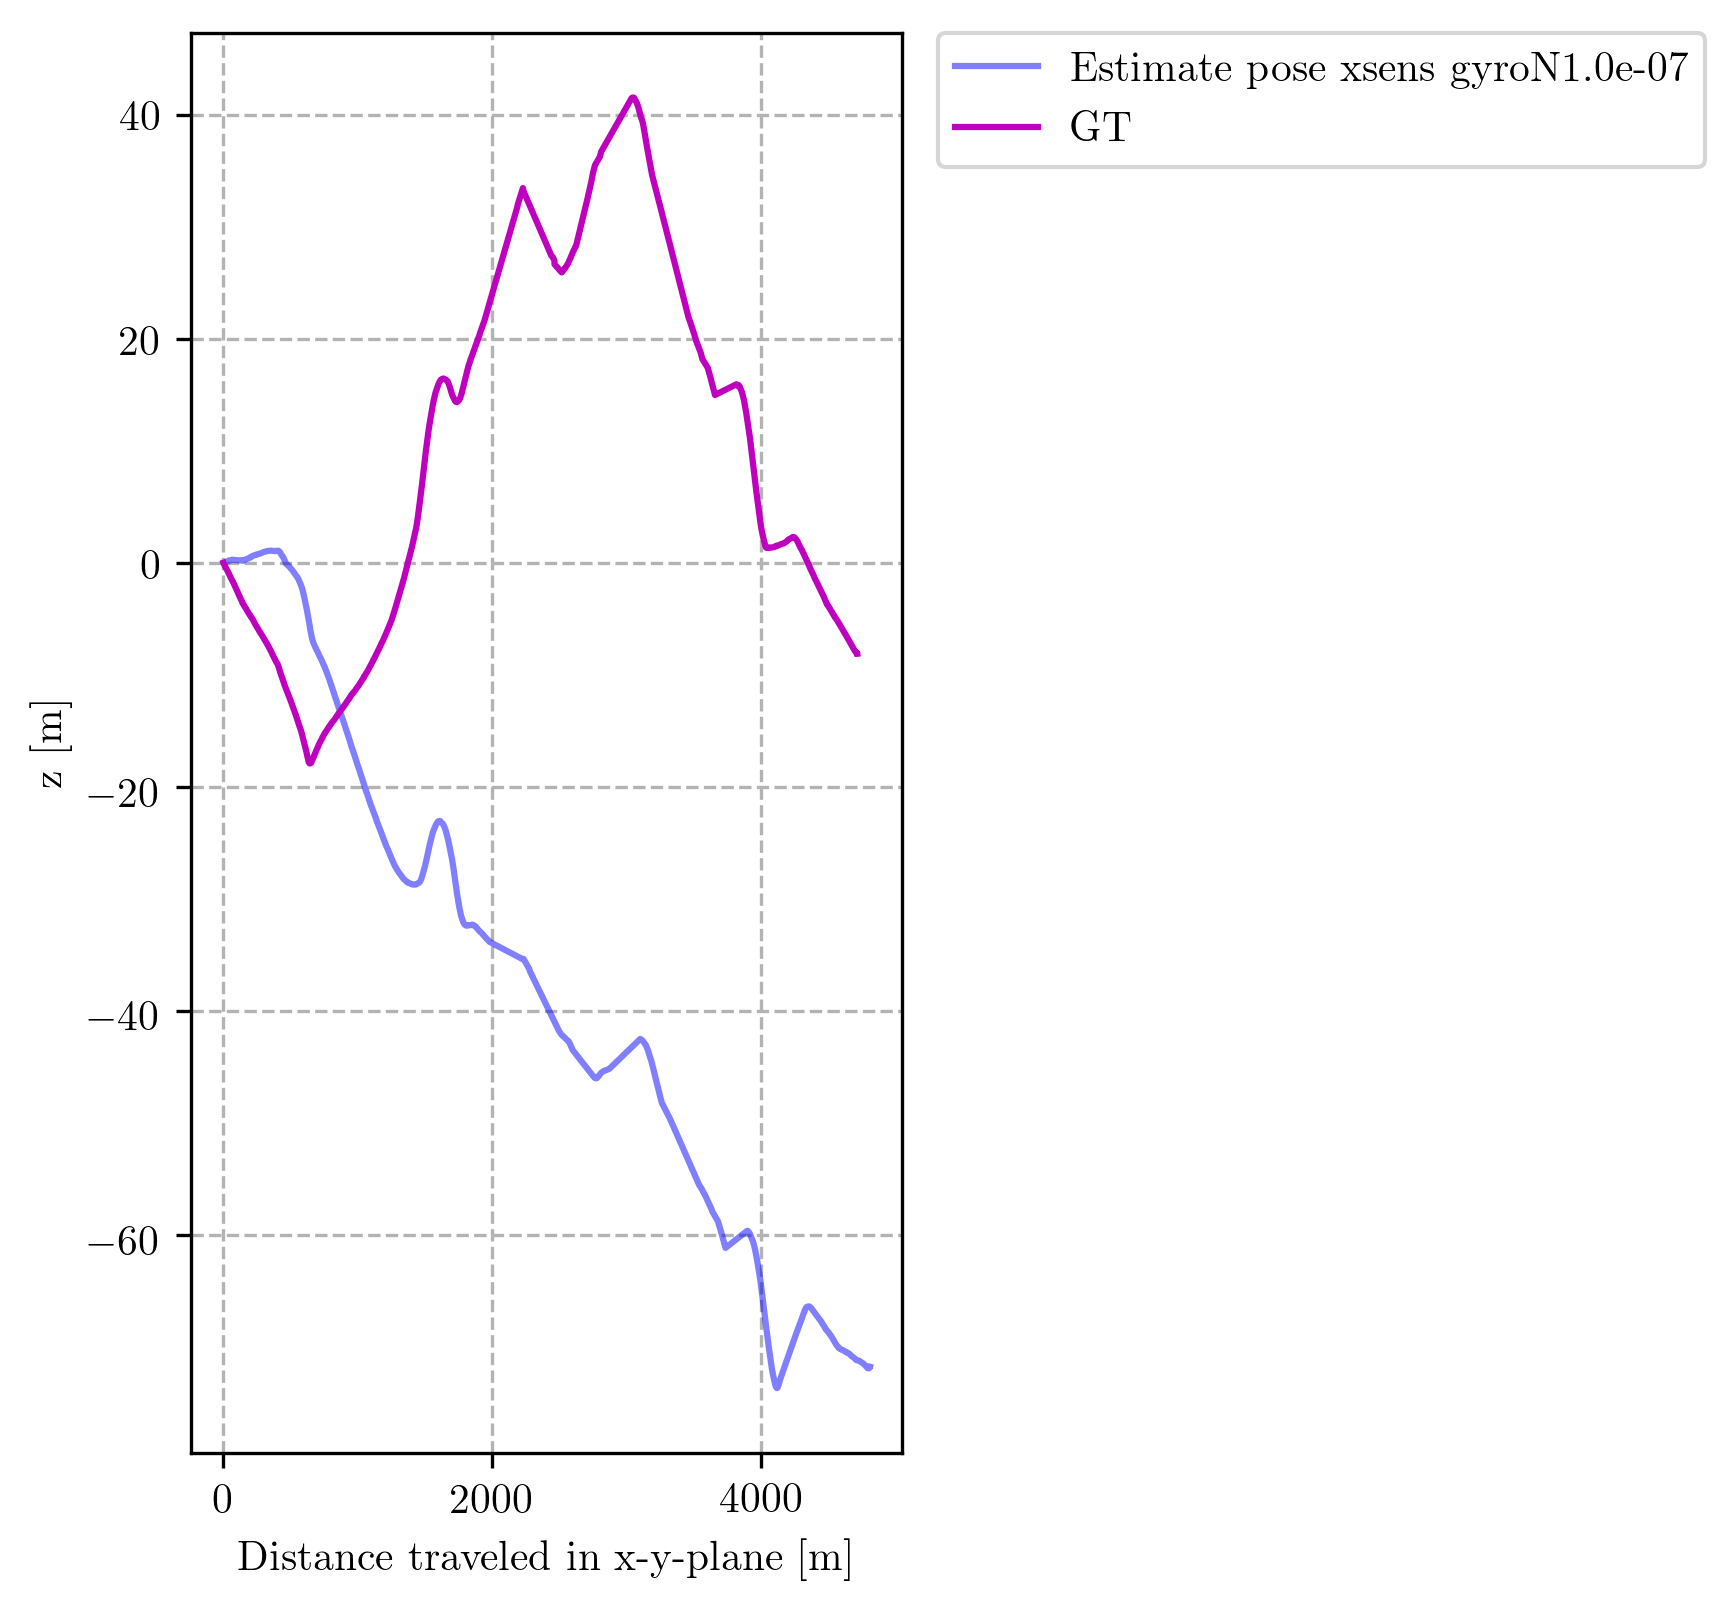 Estimate pose xsens gyroN1.0e-07
GT
40
20
0
−20
−40
−60
z [m]
0 2000 4000
Distance traveled in x-y-plane [m]